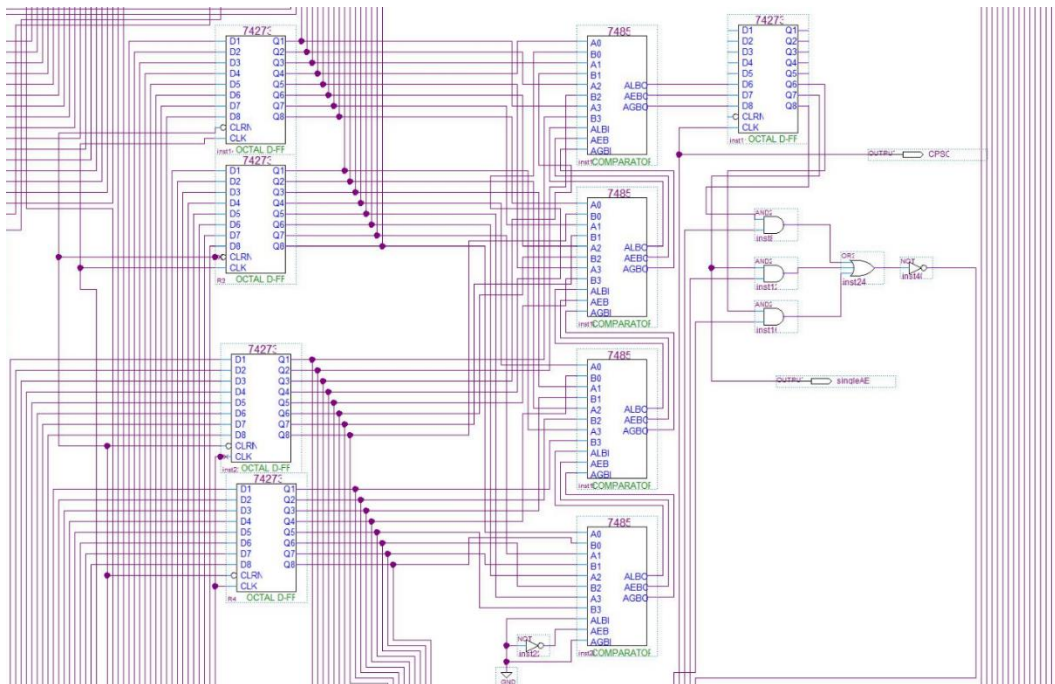 74273
D1 Q1
D2 Q2
D3 Q3
D4 Q4
D5 Q5
D6 Q6
D7 Q7
D8 Q8
CLRN
CLK
OCTAL D-FF
74273
D1 Q1
D2 Q2
D3 Q3
D4 Q4
D5 Q5
D6 Q6
D7 Q7
D8 Q8
CLRN
CLK
OCTAL D-FF
74273
D1 Q1
D2 Q2
D3 Q3
D4 Q4
D5 Q5
D6 Q6
D7 Q7
D8 Q8
CLRN
CLK
OCTAL D-FF
74273
D1 Q1
D2 Q2
D3 Q3
D4 Q4
D5 Q5
D6 Q6
D7 Q7
D8 Q8
CLRN
CLK
R4 OCTAL D-FF
7485
A0
B0
A1
B1
A2 ALBO
B2 AEBO
A3 AGBO
B3
ALBI
AEB
AGBI
COMPARATOR
7485
A0
B0
A1
B1
A2 ALBO
B2 AEBO
A3 AGBO
B3
ALBI
AEB
AGBI
COMPARATOR
7485
A0
B0
A1
B1
A2 ALBO
B2 AEBO
A3 AGBO
B3
ALBI
AEB
AGBI
COMPARATOR
7485
A0
B0
A1
B1
A2 ALBO
B2 AEBO
A3 AGBO
B3
ALBI
AEB
AGBI
COMPARATOR
NOT
inst22
GND
74273
D1 Q1
D2 Q2
D3 Q3
D4 Q4
D5 Q5
D6 Q6
D7 Q7
D8 Q8
CLRN
CLK
OCTAL D-FF
OUTPUT
AND2
AND2
AND2
inst24
NOT
OUTPUT singleAE